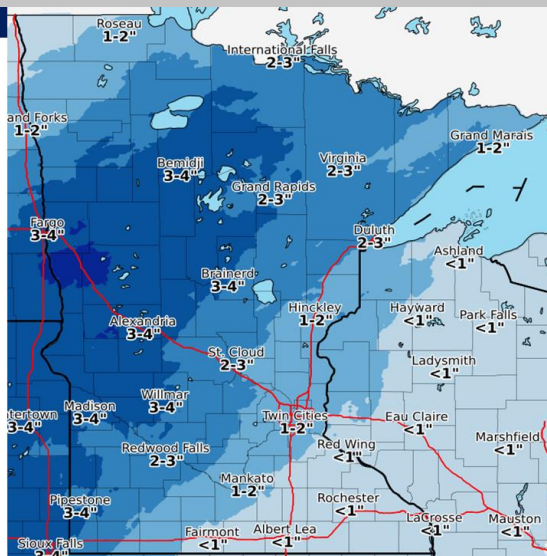 Roseau
1-2"
International Falls
2-3"
and Forks
1-2"
Grand Marais
1-2"
Bemidji
3-4"
Virginia
2-3"
Grand Rapids
2-3"
Fargo
3-4"
Duluth
2-3"
Ashland
<1"
Brainerd
3-4"
Hinckley
1-2"
Hayward
<1"
Park Falls
<1"
Alexandria
3-4"
St. Cloud
2-3"
Ladysmith
<1"
Willmar
3-4"
Madison
3-4"
tertown
3-4"
Twin Cities
1-2"
Eau Claire
<1"
Marshfield
<1"
Redwood Falls
2-3"
Red Wing
<1"
Mankato
1-2"
Pipestone
3-4"
Rochester
<1"
LaCrosse
<1"
Mauston
<1"
Fairmont
<1"
Albert Lea
<1"
Sioux Falls
3-4"